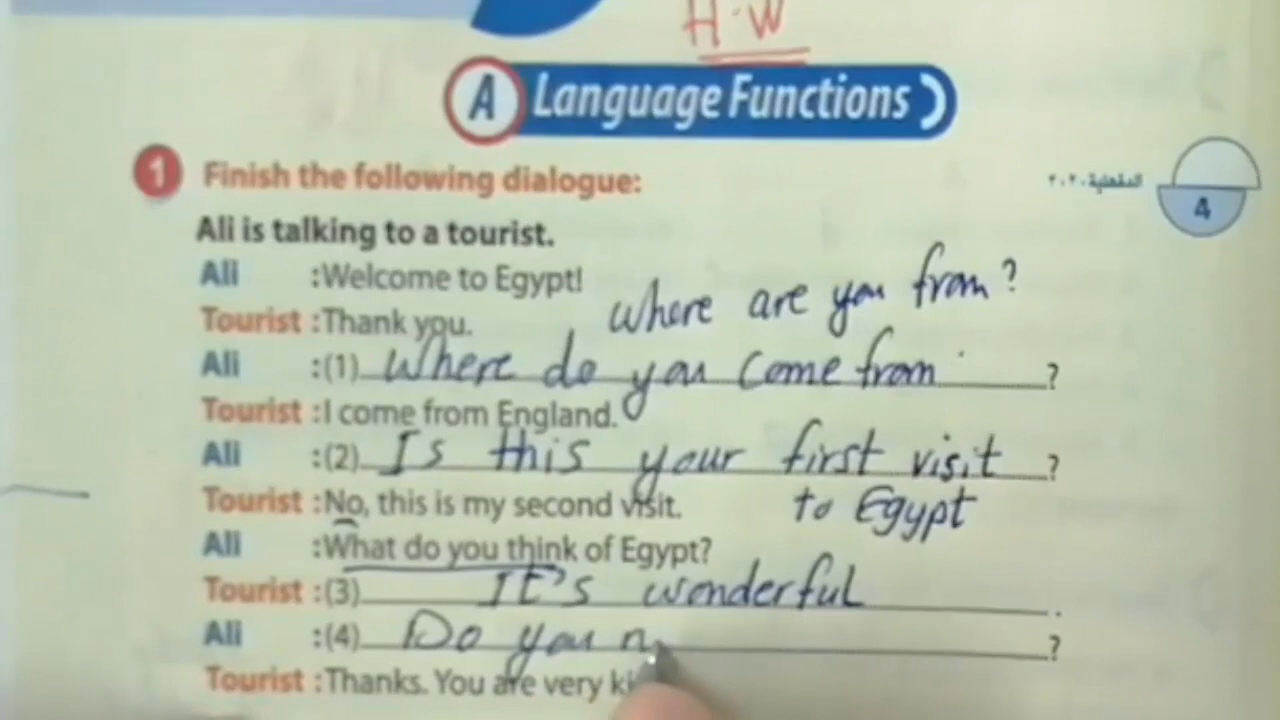 H.W
A Language Functions
1 Finish the following dialogue:
الدقهلية ٢٠٢٠
4
Ali is talking to a tourist.
Ali :Welcome to Egypt!
where are you from?
Tourist :Thank you.
Ali :(1) Where do you come from ?
Tourist :I come from England.
Ali :(2) Is this your first visit ?
to Egypt
Tourist :No, this is my second visit.
Ali :What do you think of Egypt?
Tourist :(3) It's wonderful .
Ali :(4) Do you n ?
Tourist :Thanks. You are very ki